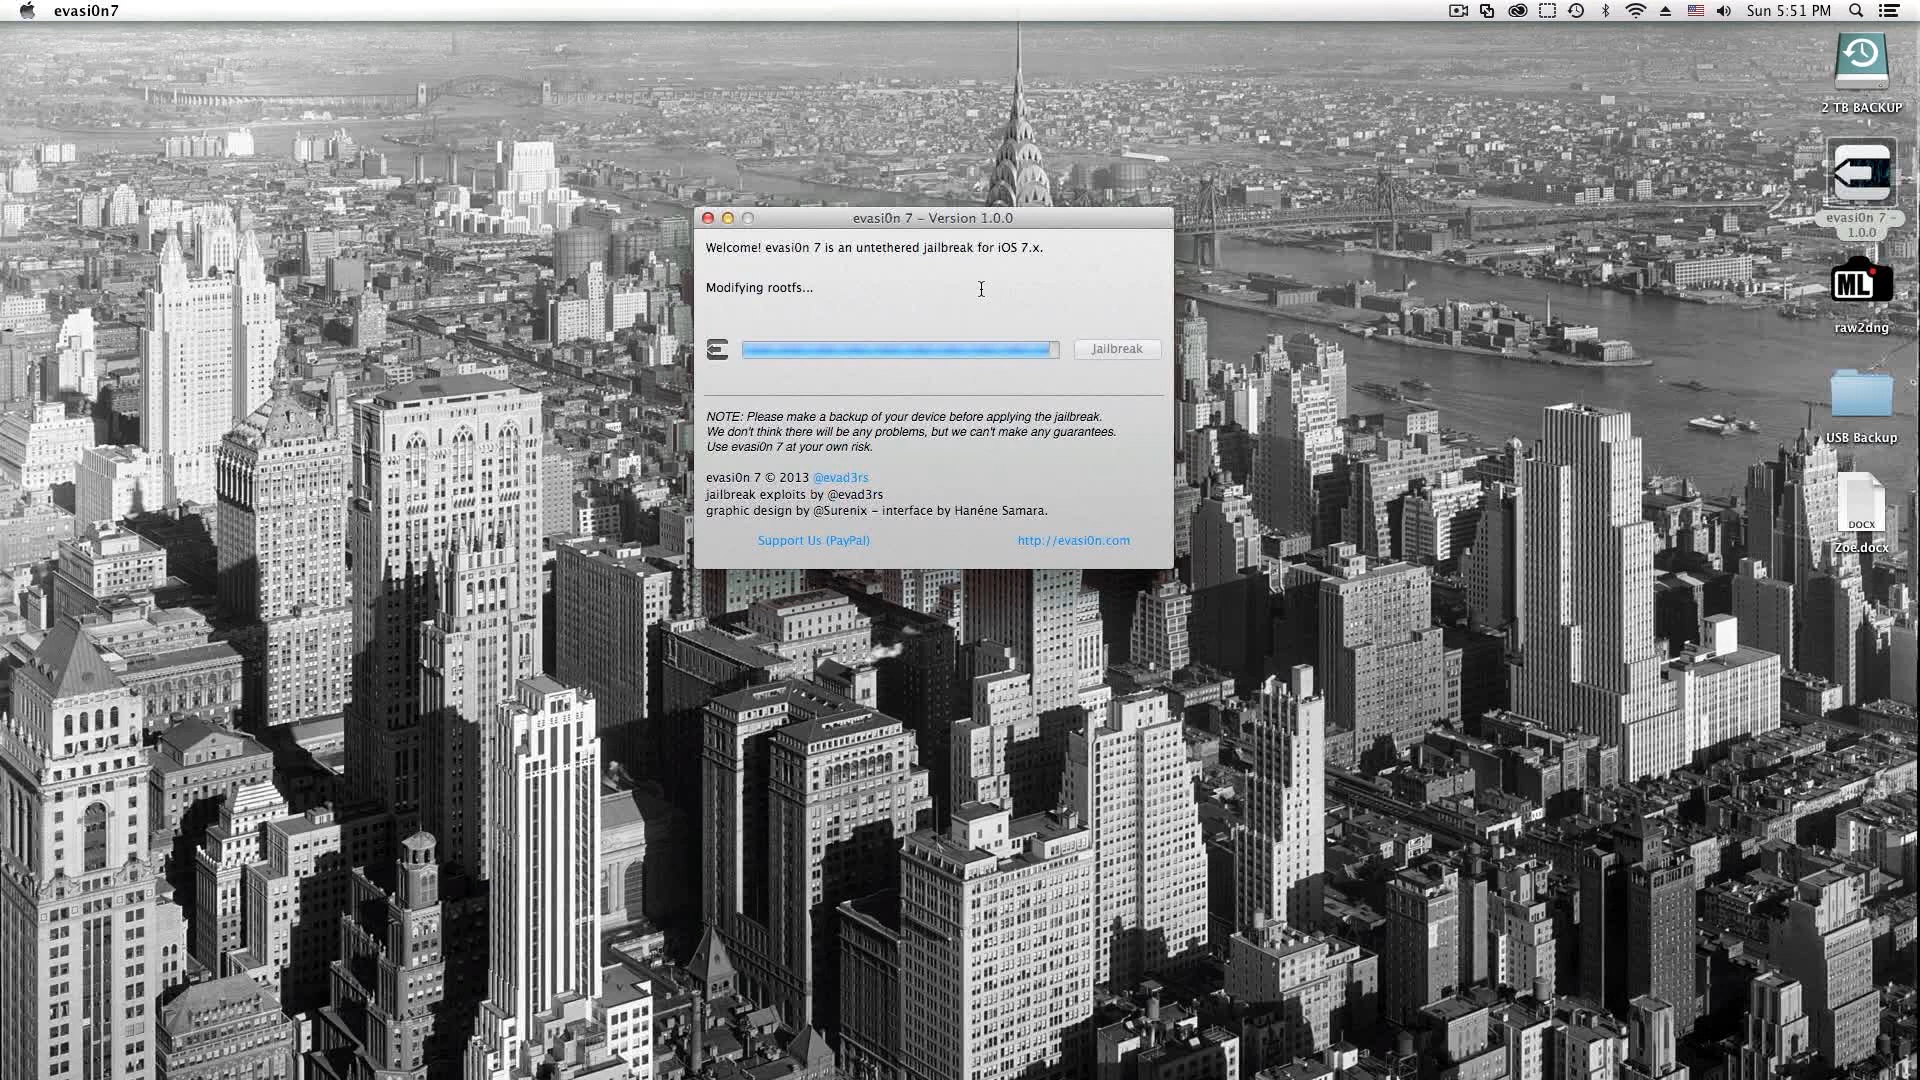 evasi0n7
Sun 5:51 PM
2 TB BACKUP
evasi0n 7 –
1.0.0
ML
raw2dng
USB Backup
DOCX
Zoe.docx
evasi0n 7 – Version 1.0.0
Welcome! evasi0n 7 is an untethered jailbreak for iOS 7.x.
Modifying rootfs...
Jailbreak
NOTE: Please make a backup of your device before applying the jailbreak.
We don't think there will be any problems, but we can't make any guarantees.
Use evasi0n 7 at your own risk.
evasi0n 7 © 2013 @evad3rs
jailbreak exploits by @evad3rs
graphic design by @Surenix – interface by Hanéne Samara.
Support Us (PayPal)
http://evasi0n.com